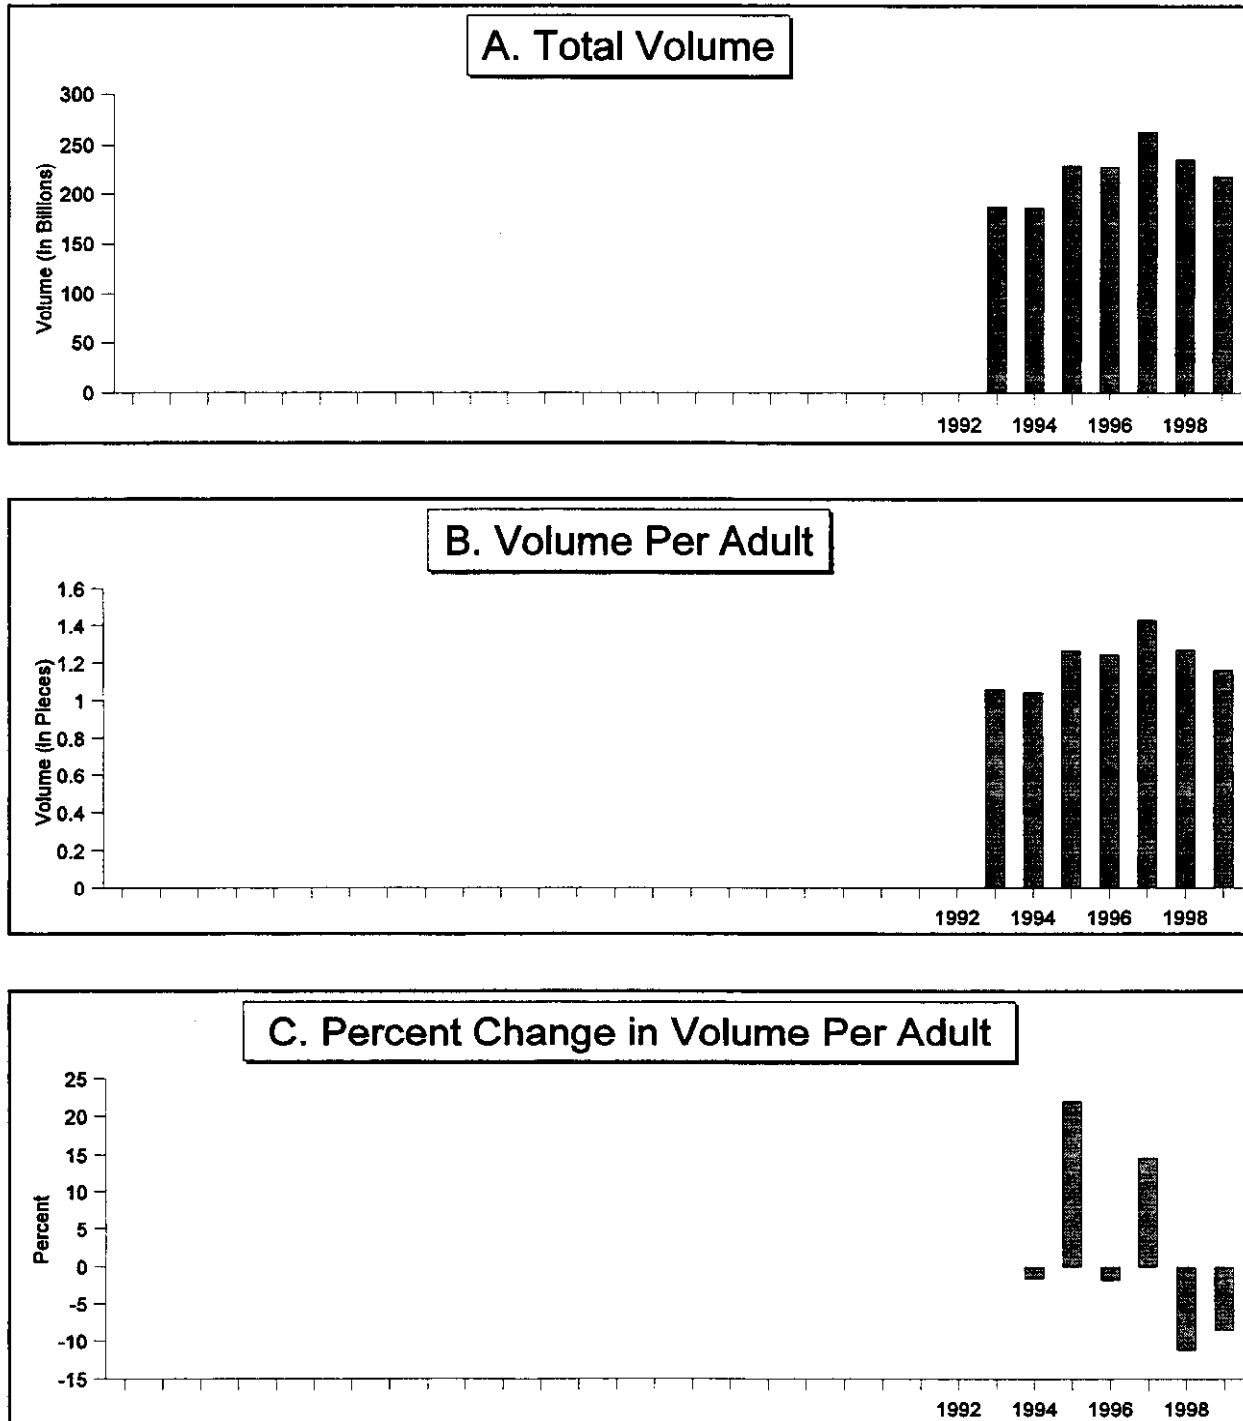 A. Total Volume
300
250
200
150
100
50
0
Volume (In Billions)
1992 1994 1996 1998
B. Volume Per Adult
1.6
1.4
1.2
1
0.8
0.6
0.4
0.2
0
Volume (In Pieces)
1992 1994 1996 1998
C. Percent Change in Volume Per Adult
25
20
15
10
5
0
-5
-10
-15
Percent
1992 1994 1996 1998